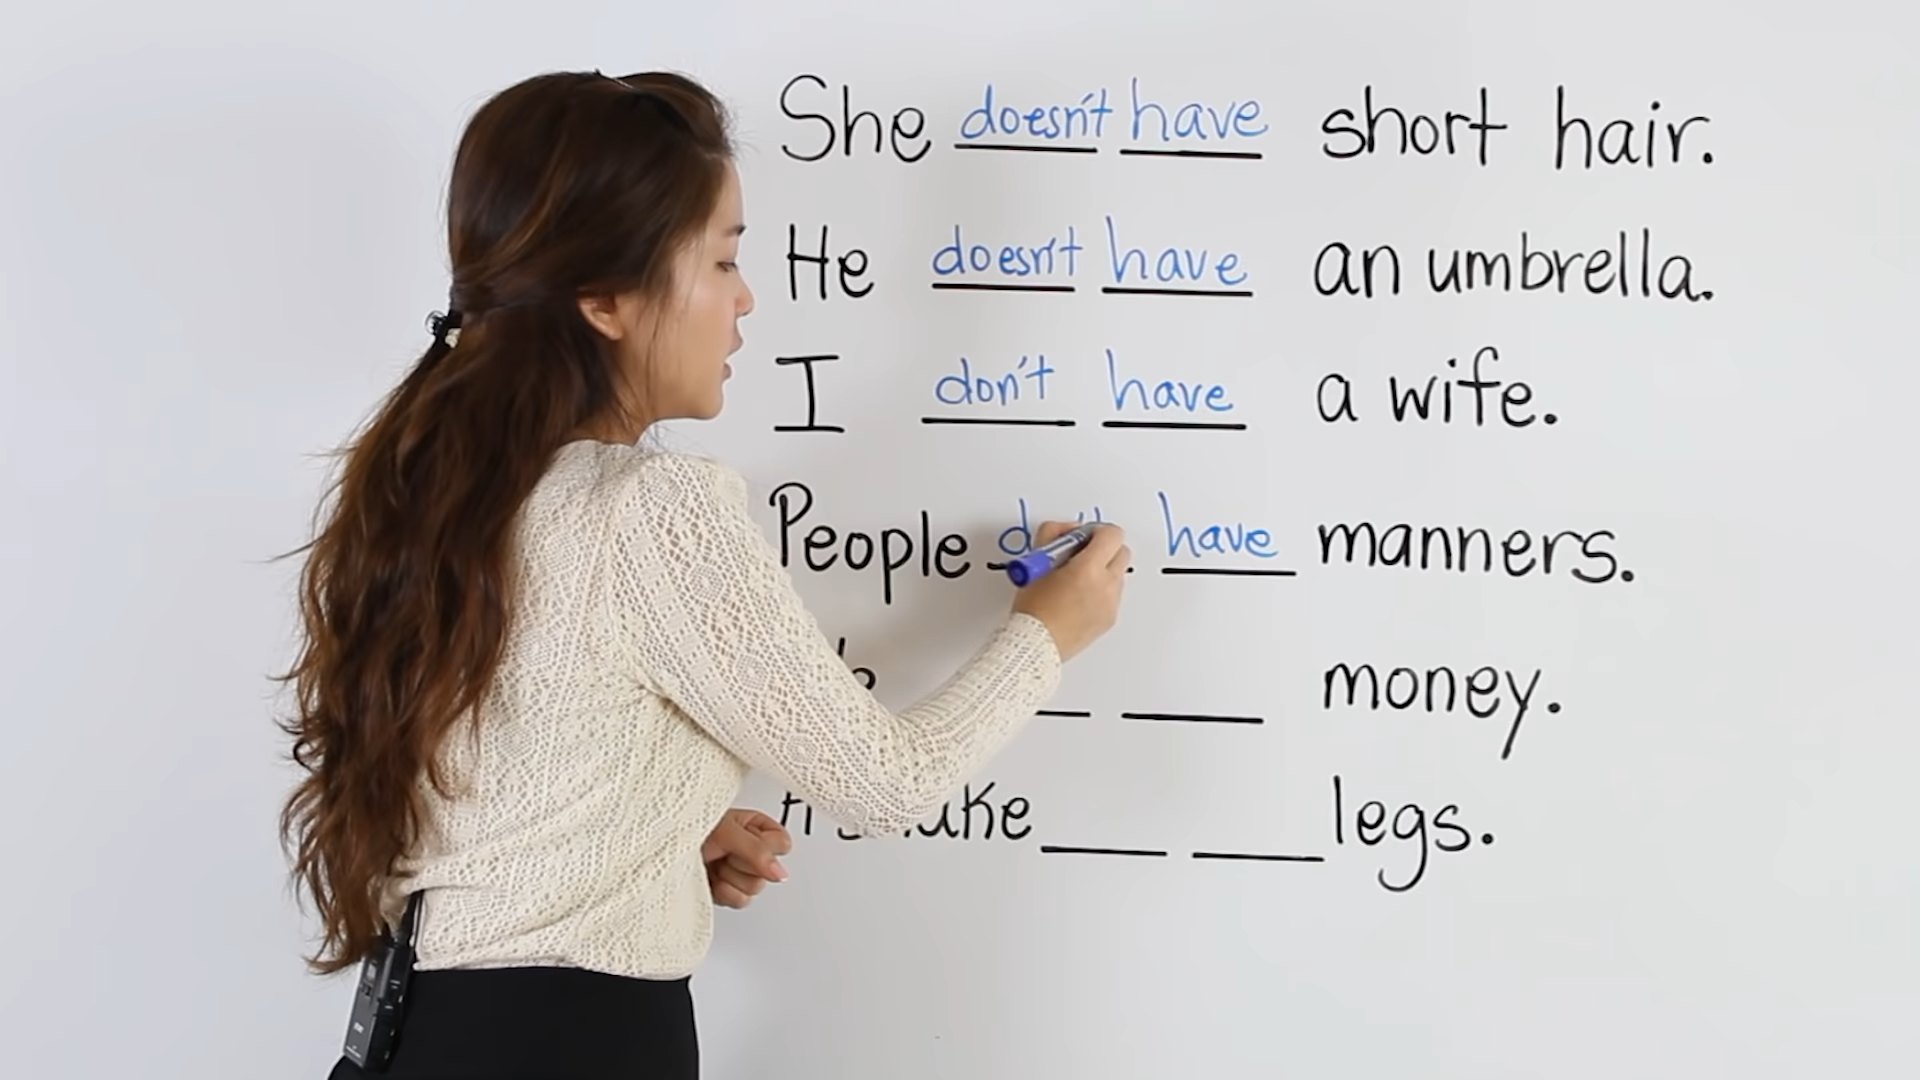 She doesn't have short hair.
He doesn't have an umbrella.
I don't have a wife.
People have manners.
money.
legs.